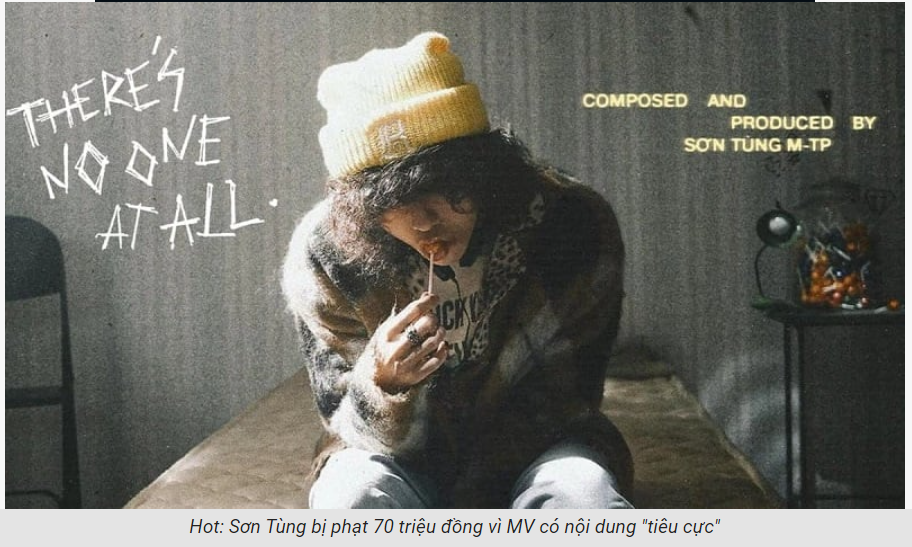 THERE'S
NO ONE
AT ALL.
COMPOSED AND
PRODUCED BY
SƠN TÙNG M-TP
Hot: Sơn Tùng bị phạt 70 triệu đồng vì MV có nội dung "tiêu cực"